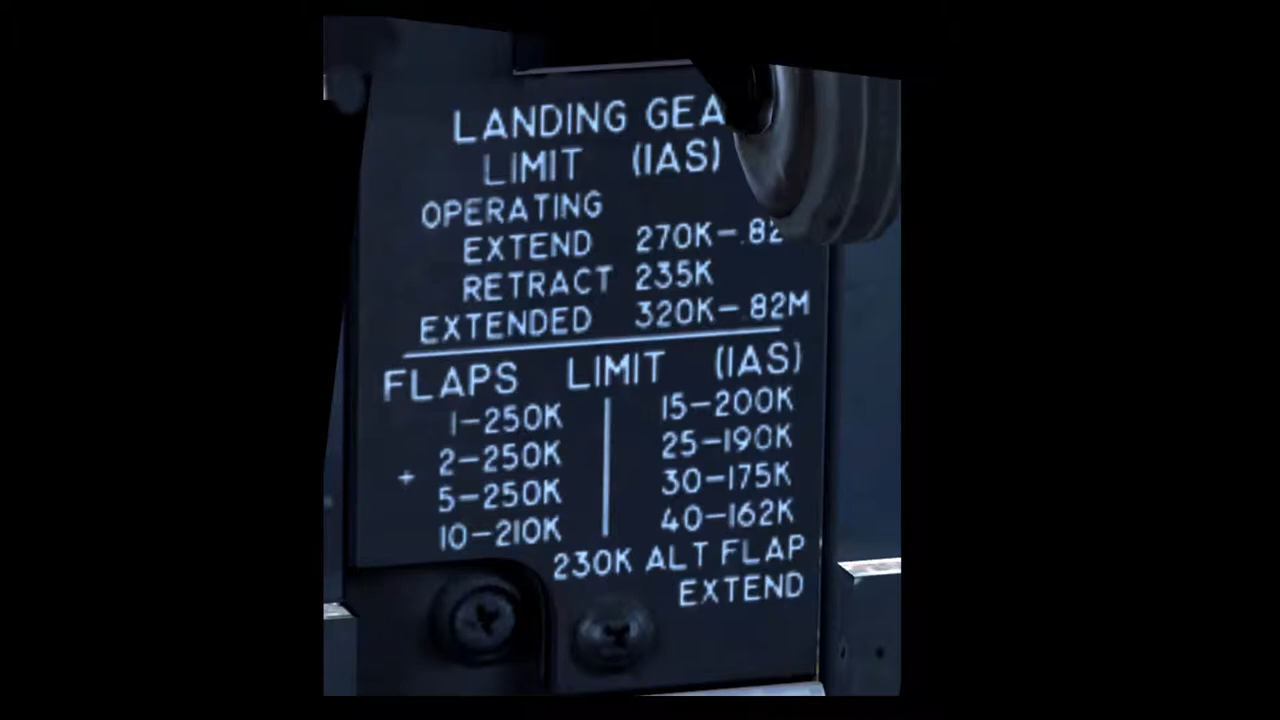 LANDING GEA
LIMIT (IAS)
OPERATING
EXTEND 270K-.82
RETRACT 235K
EXTENDED 320K-.82M
FLAPS LIMIT (IAS)
1-250K 15-200K
2-250K 25-190K
5-250K 30-175K
10-210K 40-162K
230K ALT FLAP
EXTEND